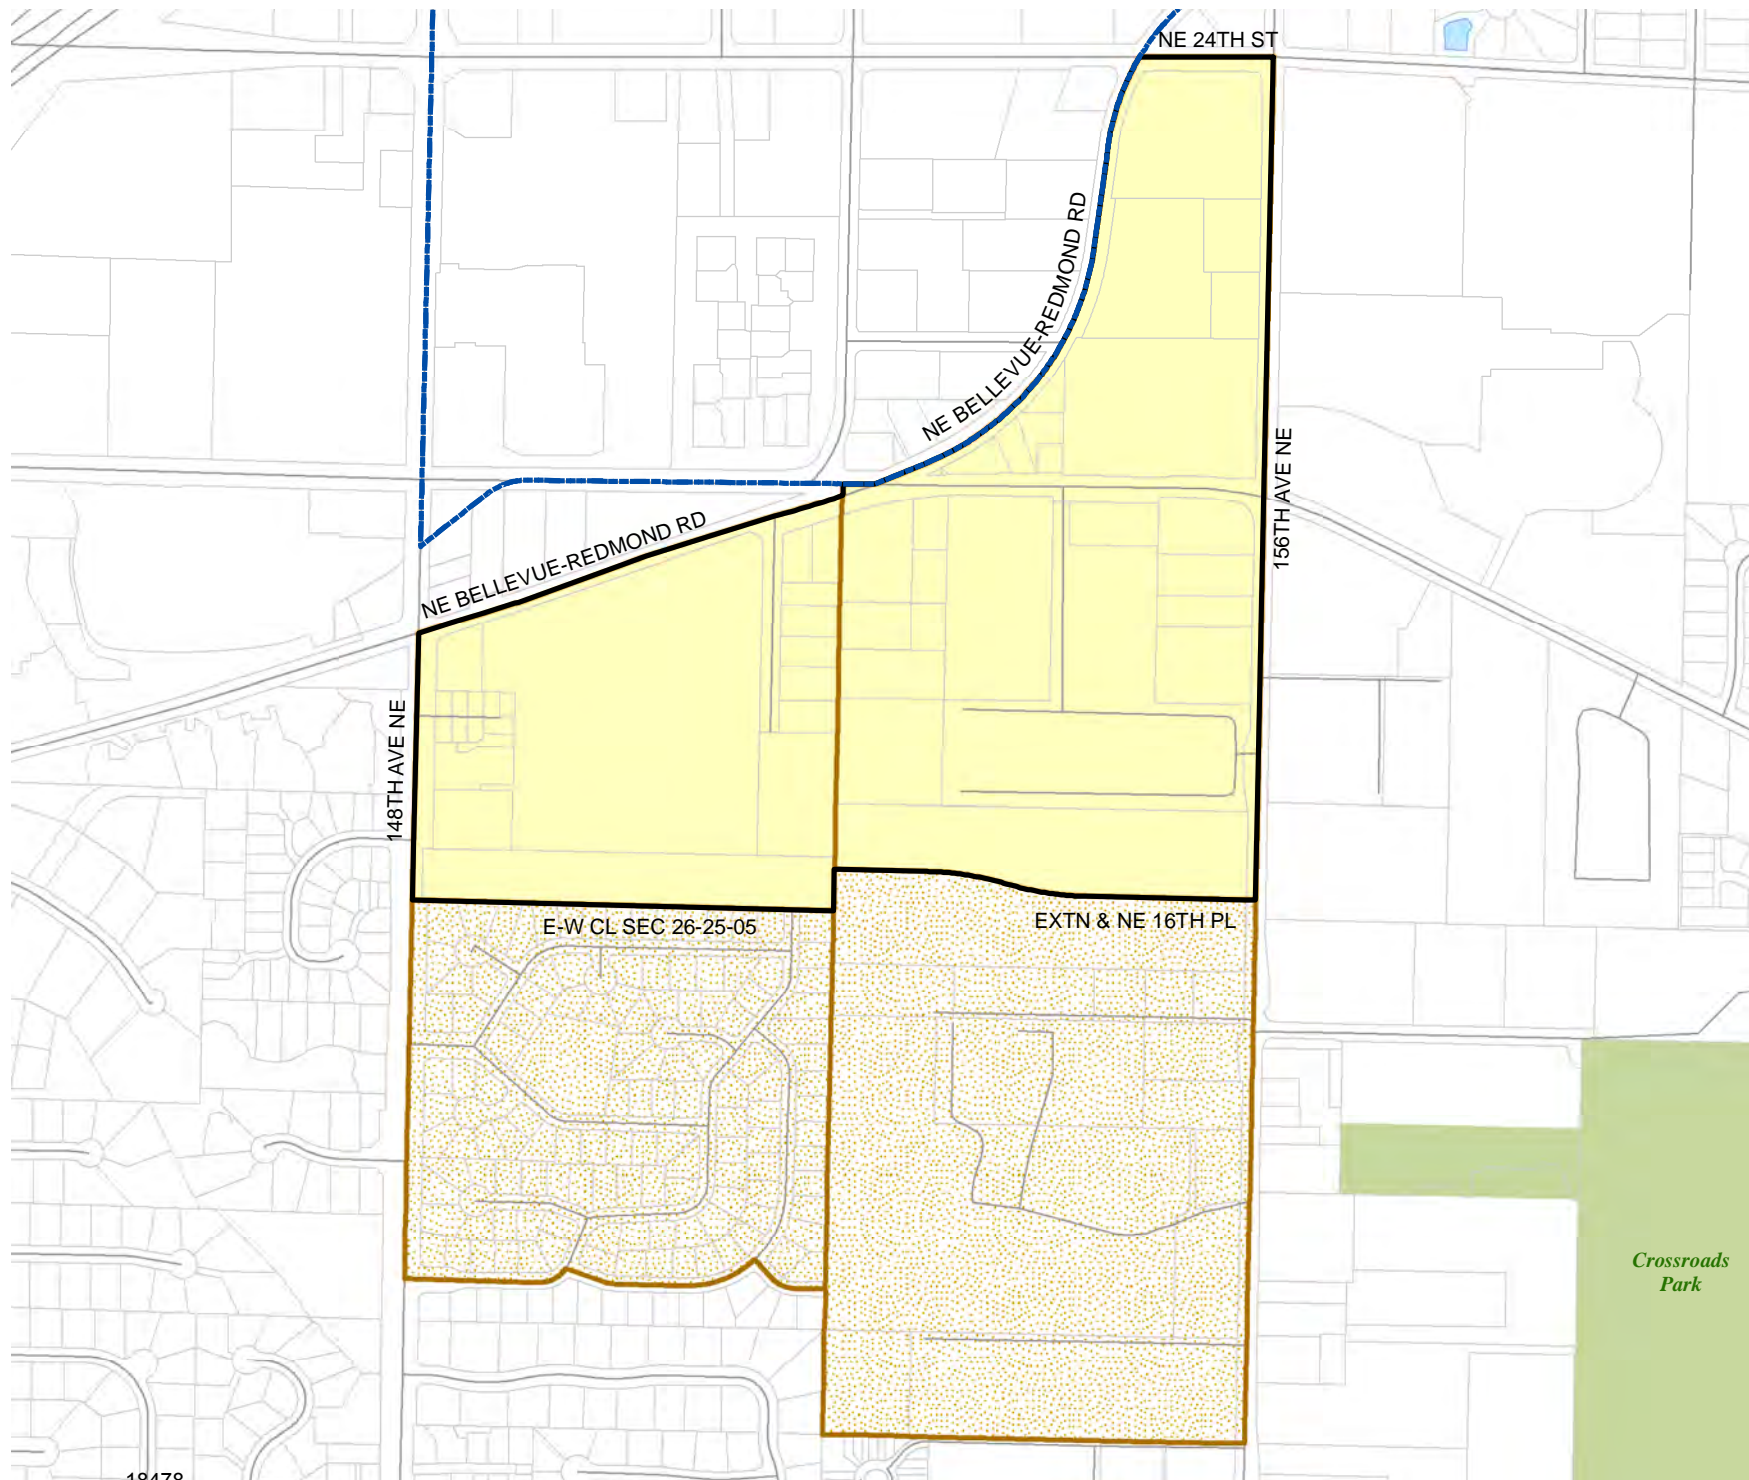 NE 24TH ST
NE BELLEVUE-REDMOND RD
NE BELLEVUE-REDMOND RD
156TH AVE NE
148TH AVE NE
E-W CL SEC 26-25-05
EXTN & NE 16TH PL
Crossroads
Park
18478